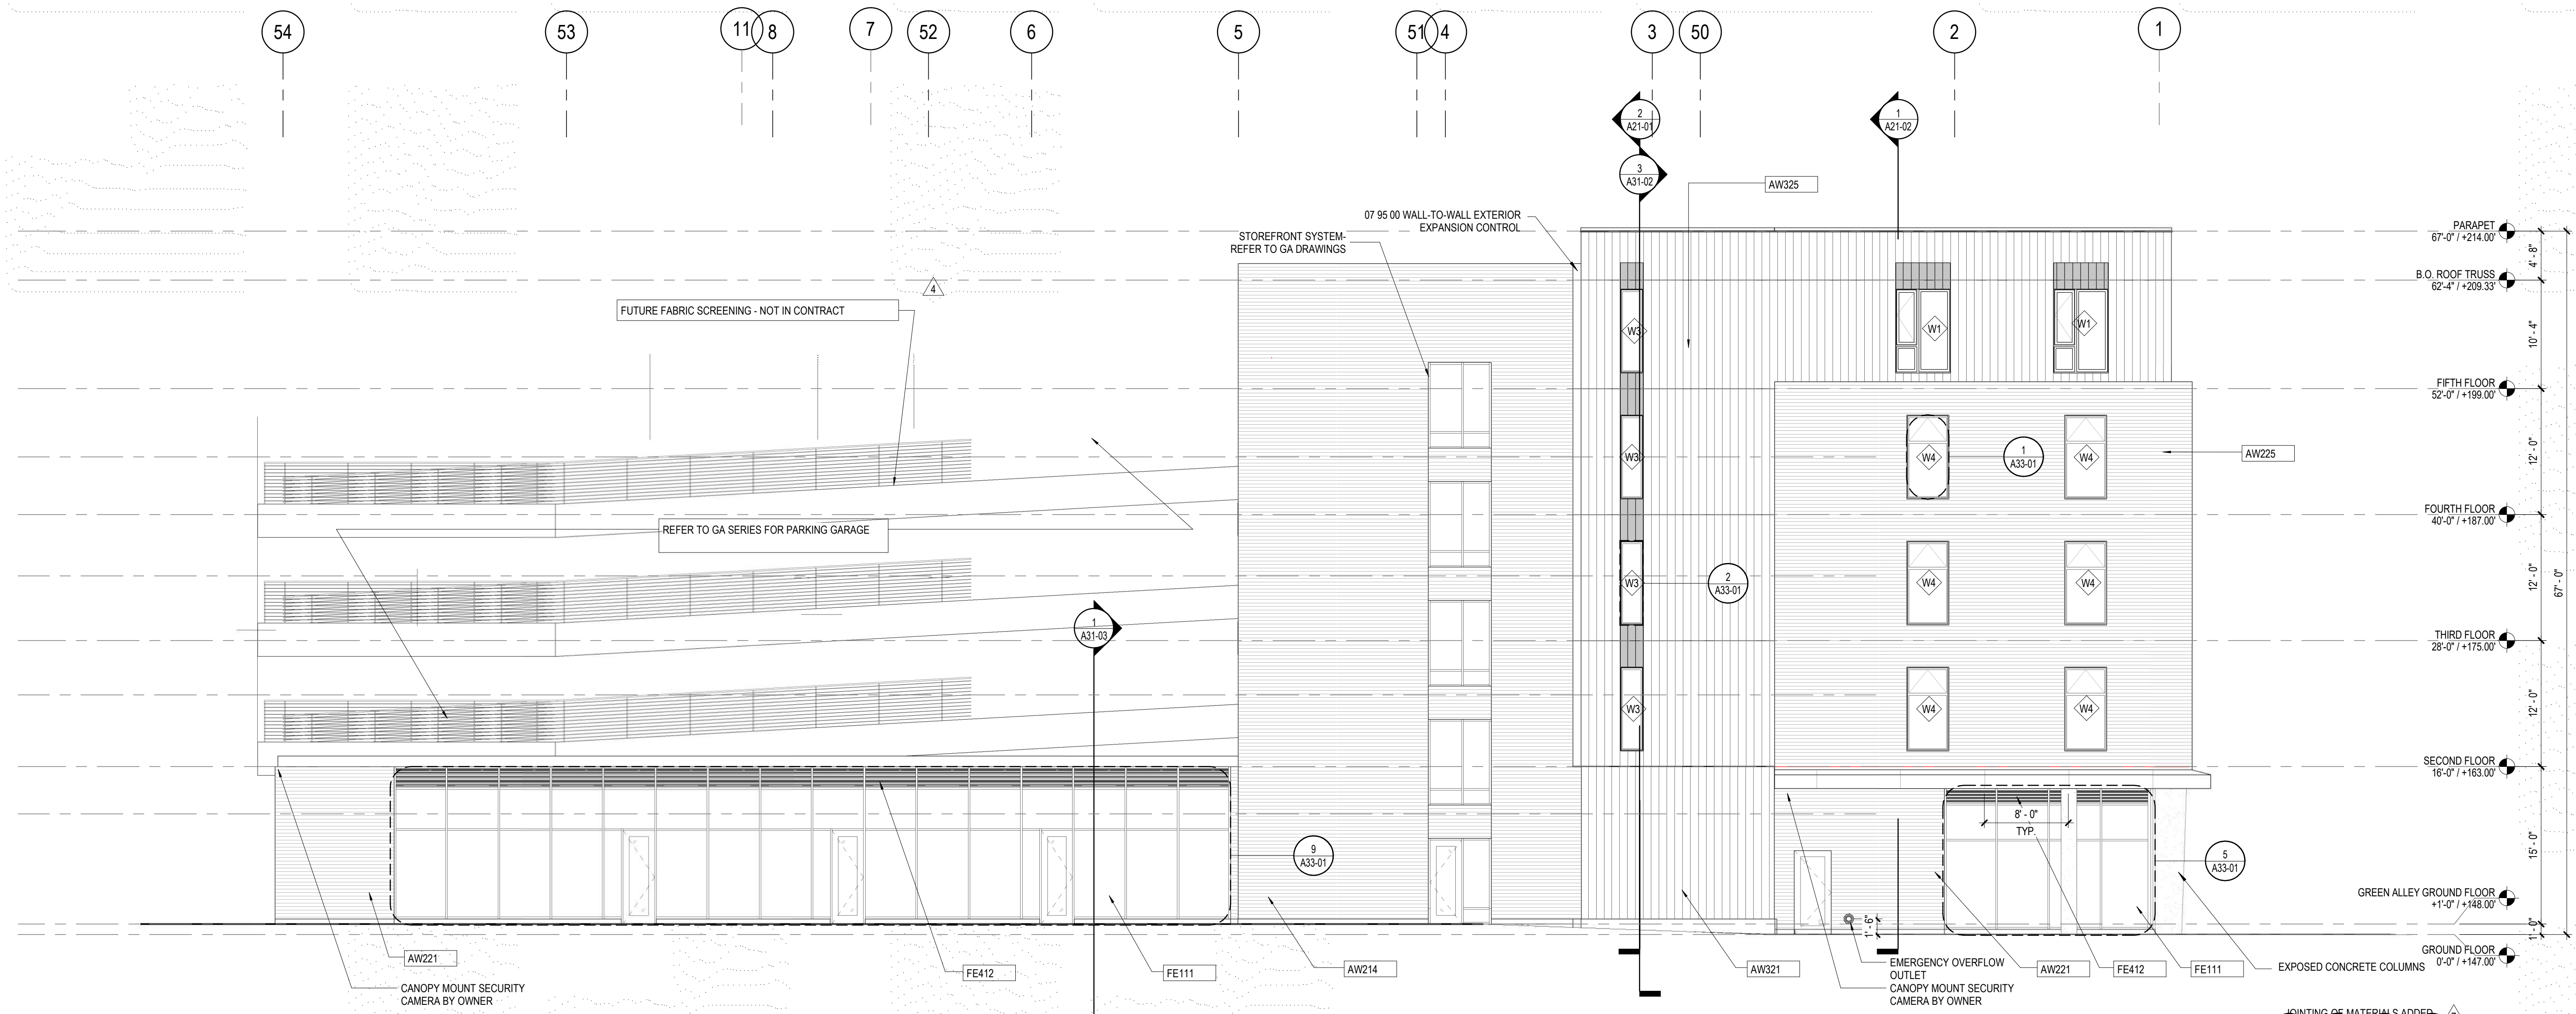 54
53
11
8
7
52
6
5
51
4
3
50
2
1
2
A21-01
1
A21-02
3
A31-02
AW325
07 95 00 WALL-TO-WALL EXTERIOR
EXPANSION CONTROL
STOREFRONT SYSTEM-
REFER TO GA DRAWINGS
PARAPET
67'-0" / +214.00'
4' - 8"
B.O. ROOF TRUSS
62'-4" / +209.33'
4
FUTURE FABRIC SCREENING - NOT IN CONTRACT
W3
W1
W1
10' - 4"
FIFTH FLOOR
52'-0" / +199.00'
W3
W4
1
A33-01
W4
AW225
12' - 0"
FOURTH FLOOR
40'-0" / +187.00'
REFER TO GA SERIES FOR PARKING GARAGE
W3
2
A33-01
W4
W4
12' - 0"
67' - 0"
1
A31-03
THIRD FLOOR
28'-0" / +175.00'
W3
W4
W4
12' - 0"
SECOND FLOOR
16'-0" / +163.00'
8' - 0"
TYP.
9
A33-01
5
A33-01
15' - 0"
GREEN ALLEY GROUND FLOOR
+1'-0" / +148.00'
1' - 6"
1' - 0"
GROUND FLOOR
0'-0" / +147.00'
AW221
FE412
FE111
AW214
AW321
EMERGENCY OVERFLOW
OUTLET
CANOPY MOUNT SECURITY
CAMERA BY OWNER
AW221
FE412
FE111
EXPOSED CONCRETE COLUMNS
CANOPY MOUNT SECURITY
CAMERA BY OWNER
JOINTING OF MATERIALS ADDED